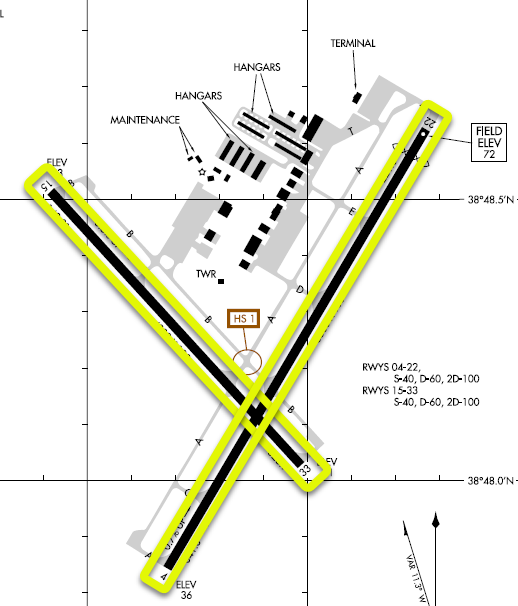 TERMINAL
HANGARS
HANGARS
MAINTENANCE
22
FIELD
ELEV
72
T
A
ELEV
15
B
E
38°48.5'N
B
TWR
D
HS 1
B
A
RWYS 04-22,
S-40, D-60, 2D-100
RWYS 15-33
S-40, D-60, 2D-100
B
A
33
38°48.0'N
A
4
ELEV
36
VAR 11.3° W